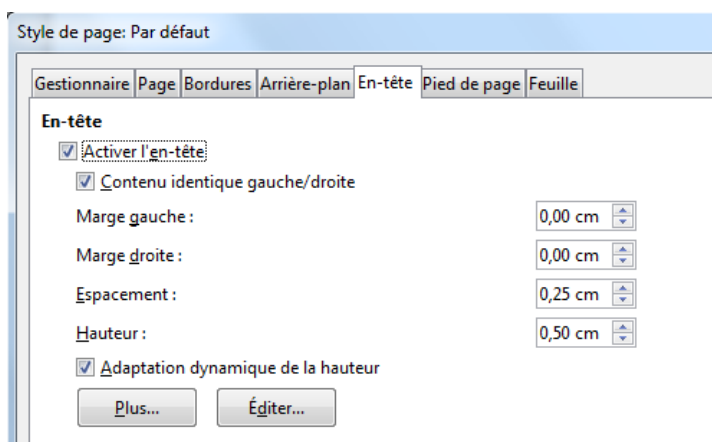 Style de page: Par défaut
Gestionnaire Page Bordures Arrière-plan En-tête Pied de page Feuille
En-tête
Activer l'en-tête
Contenu identique gauche/droite
Marge gauche : 0,00 cm
Marge droite : 0,00 cm
Espacement : 0,25 cm
Hauteur : 0,50 cm
Adaptation dynamique de la hauteur
Plus... Éditer...